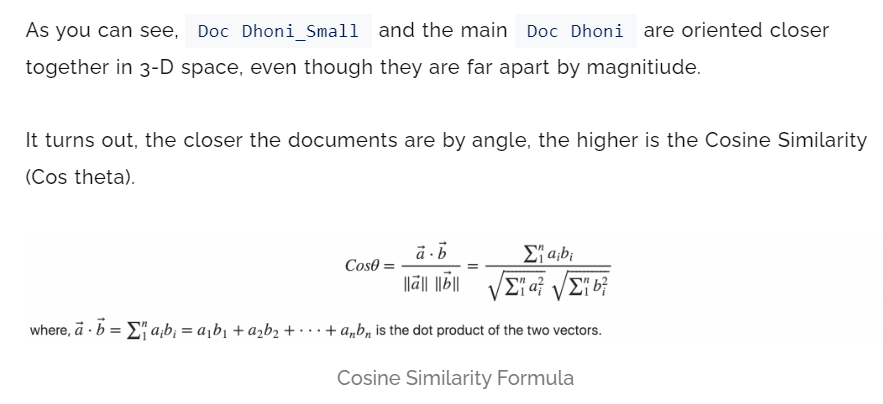 As you can see, Doc Dhoni_Small and the main Doc Dhoni are oriented closer
together in 3-D space, even though they are far apart by magnitiude.
It turns out, the closer the documents are by angle, the higher is the Cosine Similarity
(Cos theta).
Cosθ = \frac{\vec{a} \cdot \vec{b}}{\|\vec{a}\| \|\vec{b}\|} = \frac{\sum_1^n a_i b_i}{\sqrt{\sum_1^n a_i^2} \sqrt{\sum_1^n b_i^2}}
where, \vec{a} \cdot \vec{b} = \sum_1^n a_i b_i = a_1 b_1 + a_2 b_2 + \cdots + a_n b_n is the dot product of the two vectors.
Cosine Similarity Formula